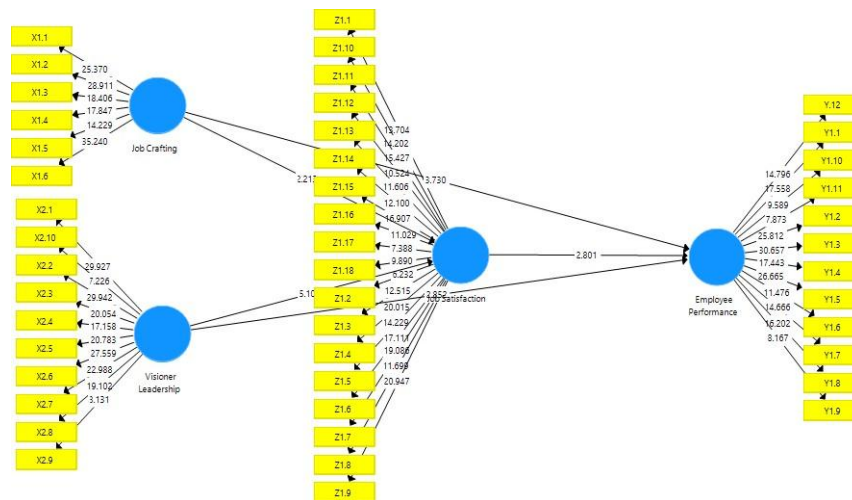 X1.1
X1.2
X1.3
X1.4
X1.5
X1.6
25.370
28.911
18.406
17.847
14.229
35.240
Job Crafting
X2.1
X2.10
X2.2
X2.3
X2.4
X2.5
X2.6
X2.7
X2.8
X2.9
29.927
7.226
29.942
20.054
17.158
20.783
27.559
22.988
19.102
3.131
Visioner
Leadership
Z1.1
Z1.10
Z1.11
Z1.12
Z1.13
Z1.14
Z1.15
Z1.16
Z1.17
Z1.18
Z1.2
Z1.3
Z1.4
Z1.5
Z1.6
Z1.7
Z1.8
Z1.9
13.704
14.202
15.427
10.524
11.606
12.100
16.907
11.029
7.388
9.890
6.232
12.515
20.015
14.229
17.111
19.086
11.699
20.947
Job Satisfaction
3.730
2.801
Y.12
Y1.1
Y1.10
Y1.11
Y1.2
Y1.3
Y1.4
Y1.5
Y1.6
Y1.7
Y1.8
Y1.9
14.796
17.558
9.589
7.873
25.812
30.657
17.443
26.665
11.476
14.666
16.202
8.167
Employee
Performance